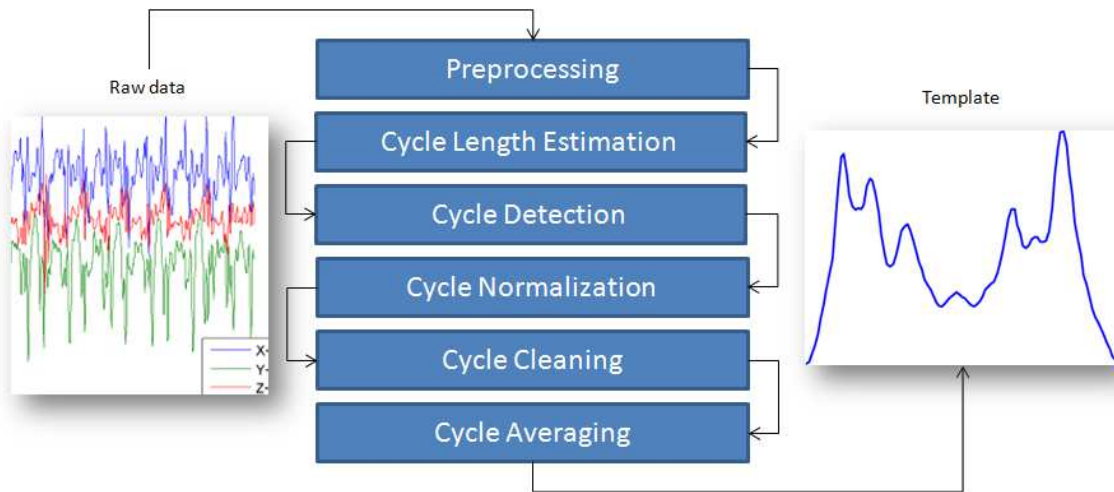 Raw data
X
Y
Z
Preprocessing
Cycle Length Estimation
Cycle Detection
Cycle Normalization
Cycle Cleaning
Cycle Averaging
Template